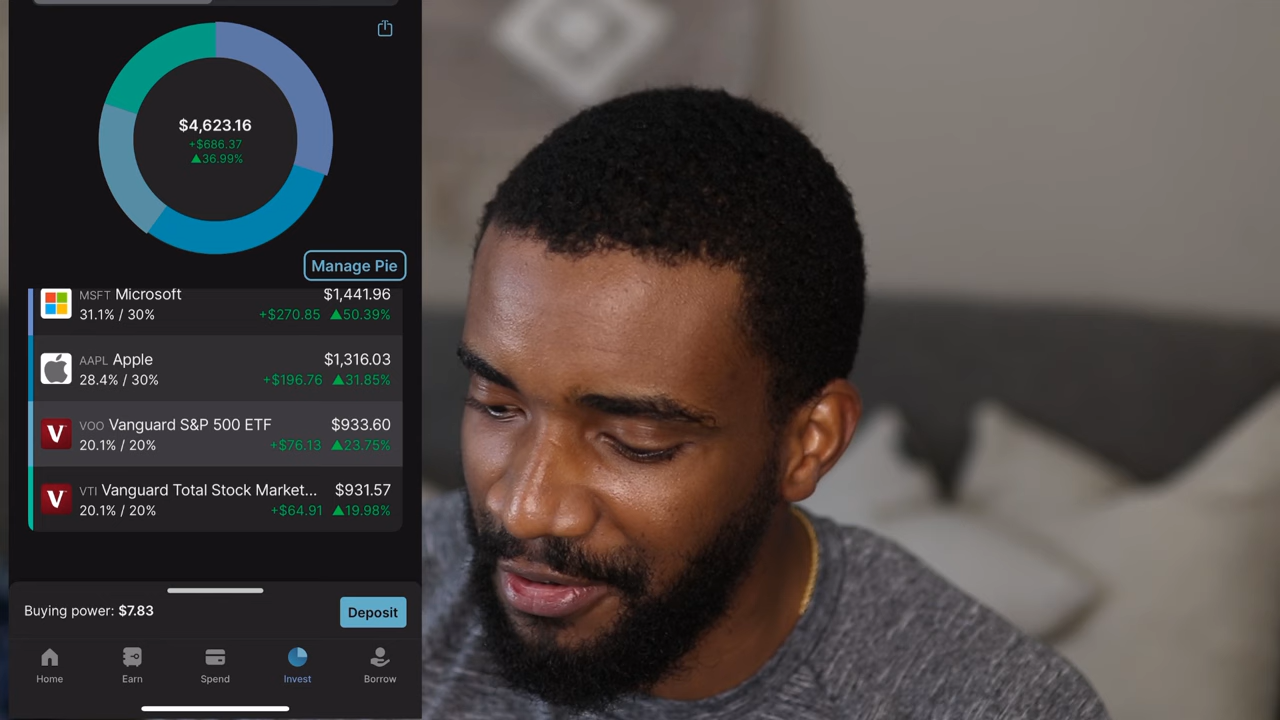 $4,623.16
+$686.37
▲36.99%
Manage Pie
MSFT Microsoft $1,441.96
31.1% / 30% +$270.85 ▲50.39%
AAPL Apple $1,316.03
28.4% / 30% +$196.76 ▲31.85%
VOO Vanguard S&P 500 ETF $933.60
20.1% / 20% +$76.13 ▲23.75%
VTI Vanguard Total Stock Market... $931.57
20.1% / 20% +$64.91 ▲19.98%
Buying power: $7.83 Deposit
Home Earn Spend Invest Borrow